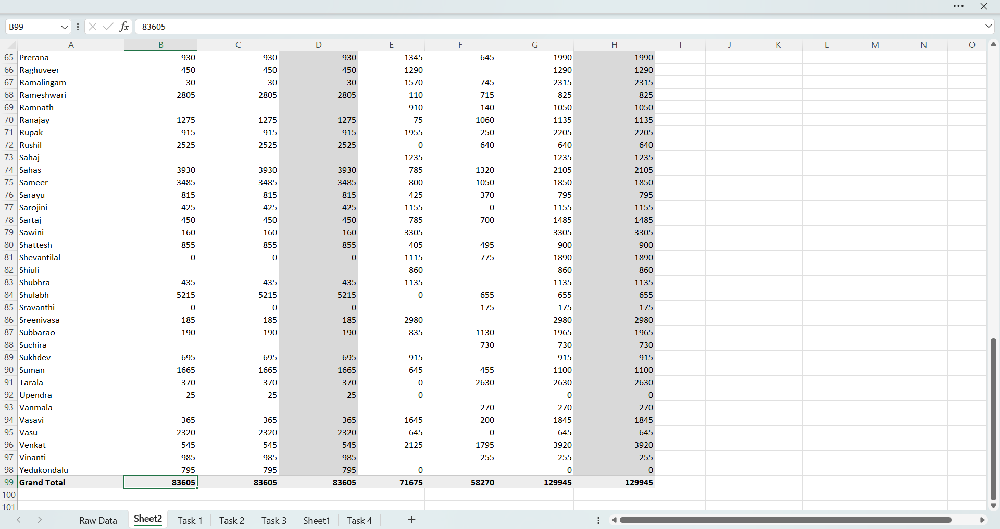 B99 fx 83605
A B C D E F G H I J K L M N O
65 Prerana 930 930 930 1345 645 1990 1990
66 Raghuveer 450 450 450 1290 1290 1290
67 Ramalingam 30 30 30 1570 745 2315 2315
68 Rameshwari 2805 2805 2805 110 715 825 825
69 Ramnath 910 140 1050 1050
70 Ranajay 1275 1275 1275 75 1060 1135 1135
71 Rupak 915 915 915 1955 250 2205 2205
72 Rushil 2525 2525 2525 0 640 640 640
73 Sahaj 1235 1235 1235
74 Sahas 3930 3930 3930 785 1320 2105 2105
75 Sameer 3485 3485 3485 800 1050 1850 1850
76 Sarayu 815 815 815 425 370 795 795
77 Sarojini 425 425 425 1155 0 1155 1155
78 Sartaj 450 450 450 785 700 1485 1485
79 Sawini 160 160 160 3305 3305 3305
80 Shattesh 855 855 855 405 495 900 900
81 Shevantilal 0 0 0 1115 775 1890 1890
82 Shiuli 860 860 860
83 Shubhra 435 435 435 1135 1135 1135
84 Shulabh 5215 5215 5215 0 655 655 655
85 Sravanthi 0 0 0 175 175 175
86 Sreenivasa 185 185 185 2980 2980 2980
87 Subbarao 190 190 190 835 1130 1965 1965
88 Suchira 730 730 730
89 Sukhdev 695 695 695 915 915 915
90 Suman 1665 1665 1665 645 455 1100 1100
91 Tarala 370 370 370 0 2630 2630 2630
92 Upendra 25 25 25 0 0 0
93 Vanmala 270 270 270
94 Vasavi 365 365 365 1645 200 1845 1845
95 Vasu 2320 2320 2320 645 0 645 645
96 Venkat 545 545 545 2125 1795 3920 3920
97 Vinanti 985 985 985 255 255 255
98 Yedukondalu 795 795 795 0 0 0
99 Grand Total 83605 83605 83605 71675 58270 129945 129945
100
101
Raw Data Sheet2 Task 1 Task 2 Task 3 Sheet1 Task 4